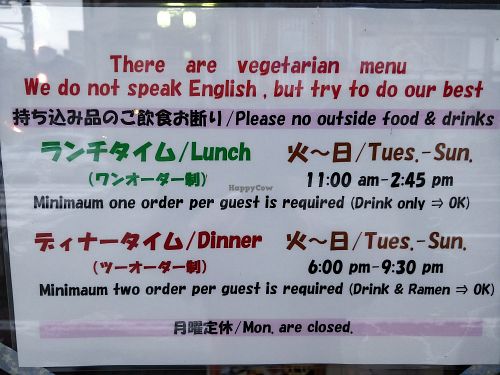 There are vegetarian menu
We do not speak English, but try to do our best
持ち込み品のご飲食お断り/Please no outside food & drinks
ランチタイム/Lunch 火～日/Tues.-Sun.
(ワンオーダー制) 11:00 am-2:45 pm
HappyCow
Minimaum one order per guest is required (Drink only ⇒ OK)
ディナータイム/Dinner 火～日/Tues.-Sun.
(ツーオーダー制) 6:00 pm-9:30 pm
Minimaum two order per guest is required (Drink & Ramen ⇒ OK)
月曜定休/Mon. are closed.